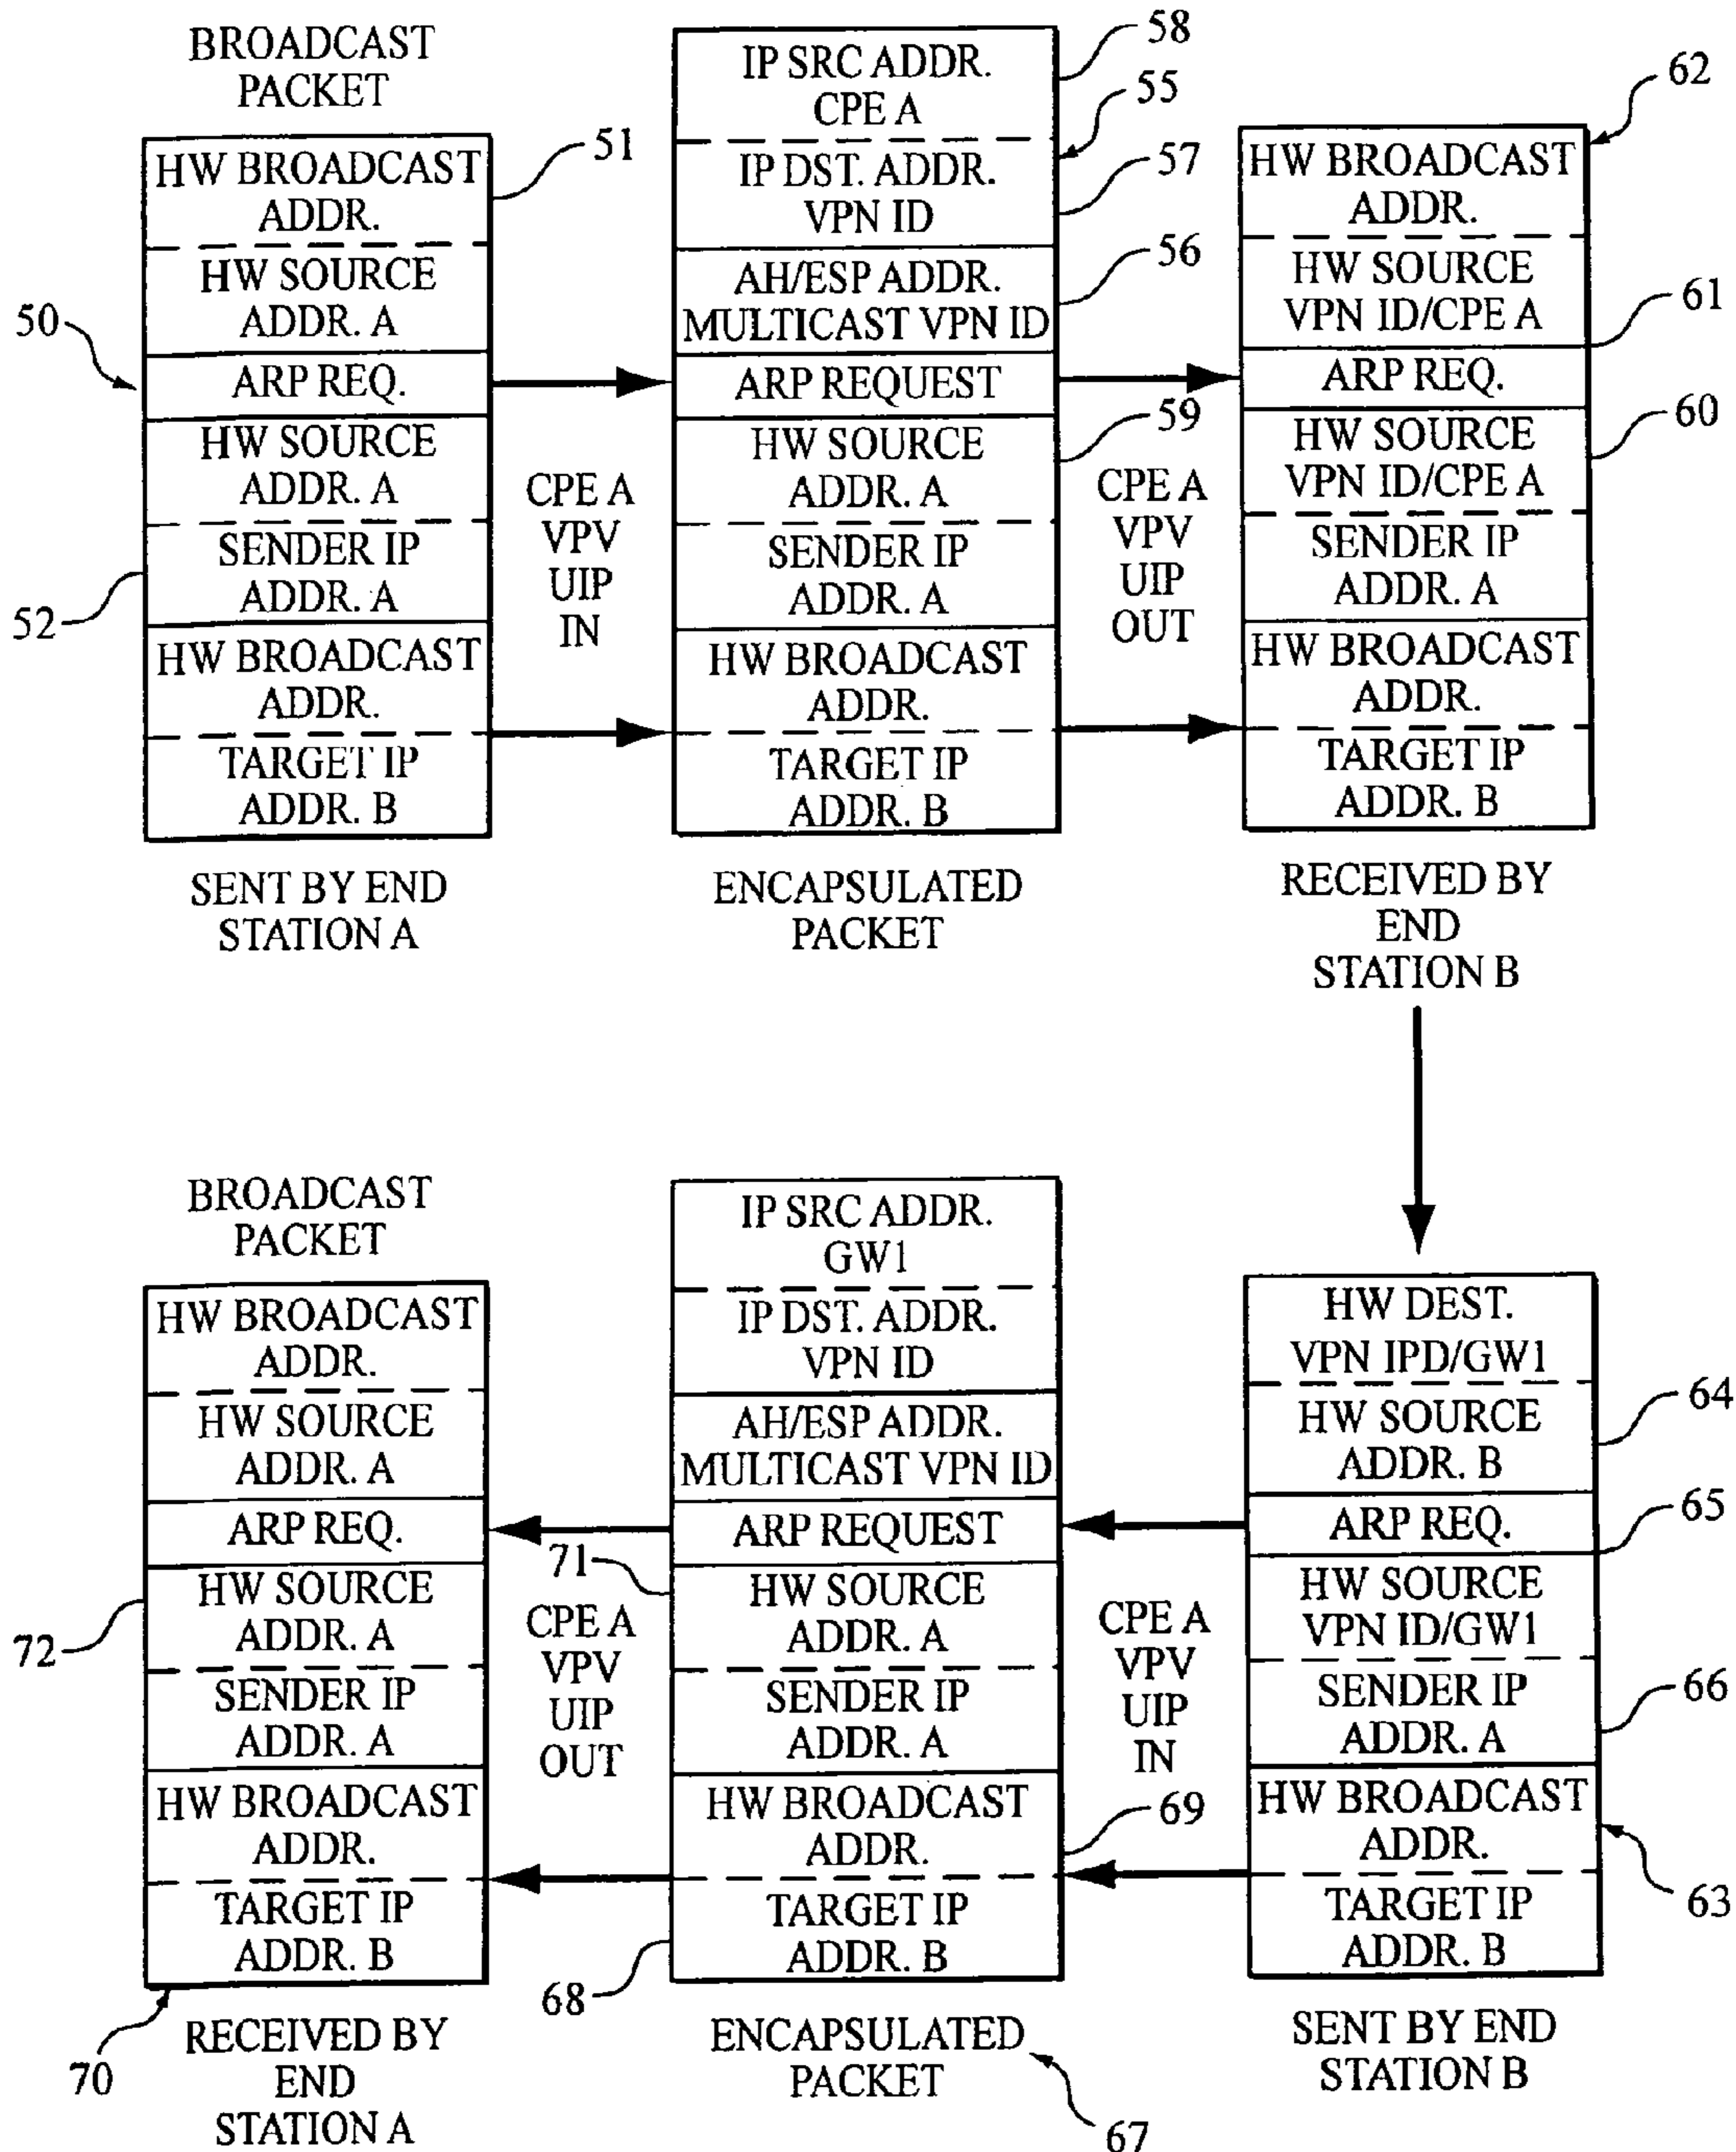 BROADCAST
PACKET
HW BROADCAST
ADDR.
HW SOURCE
ADDR. A
ARP REQ.
HW SOURCE
ADDR. A
SENDER IP
ADDR. A
HW BROADCAST
ADDR.
TARGET IP
ADDR. B
SENT BY END
STATION A
50
51
52
CPE A
VPV
UIP
IN
IP SRC ADDR.
CPE A
IP DST. ADDR.
VPN ID
AH/ESP ADDR.
MULTICAST VPN ID
ARP REQUEST
HW SOURCE
ADDR. A
SENDER IP
ADDR. A
HW BROADCAST
ADDR.
TARGET IP
ADDR. B
ENCAPSULATED
PACKET
58
55
57
56
59
CPE A
VPV
UIP
OUT
HW BROADCAST
ADDR.
HW SOURCE
VPN ID/CPE A
ARP REQ.
HW SOURCE
VPN ID/CPE A
SENDER IP
ADDR. A
HW BROADCAST
ADDR.
TARGET IP
ADDR. B
RECEIVED BY
END
STATION B
62
61
60
BROADCAST
PACKET
HW BROADCAST
ADDR.
HW SOURCE
ADDR. A
ARP REQ.
HW SOURCE
ADDR. A
SENDER IP
ADDR. A
HW BROADCAST
ADDR.
TARGET IP
ADDR. B
RECEIVED BY
END
STATION A
72
70
CPE A
VPV
UIP
OUT
IP SRC ADDR.
GW1
IP DST. ADDR.
VPN ID
AH/ESP ADDR.
MULTICAST VPN ID
ARP REQUEST
HW SOURCE
ADDR. A
SENDER IP
ADDR. A
HW BROADCAST
ADDR.
TARGET IP
ADDR. B
ENCAPSULATED
PACKET
71
69
68
67
CPE A
VPV
UIP
IN
HW DEST.
VPN IPD/GW1
HW SOURCE
ADDR. B
ARP REQ.
HW SOURCE
VPN ID/GW1
SENDER IP
ADDR. A
HW BROADCAST
ADDR.
TARGET IP
ADDR. B
SENT BY END
STATION B
64
65
66
63